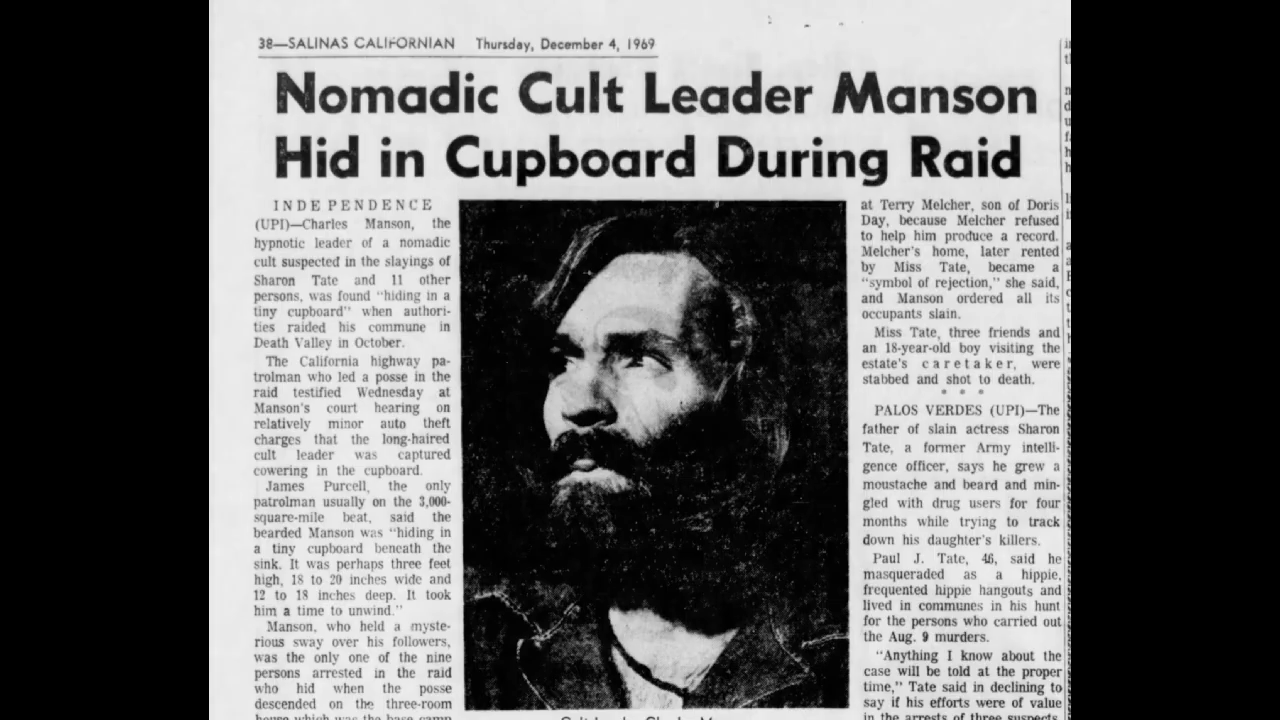 38—SALINAS CALIFORNIAN Thursday, December 4, 1969
Nomadic Cult Leader Manson
Hid in Cupboard During Raid
INDEPENDENCE
(UPI)—Charles Manson, the
hypnotic leader of a nomadic
cult suspected in the slayings of
Sharon Tate and 11 other
persons, was found "hiding in a
tiny cupboard" when authori-
ties raided his commune in
Death Valley in October.
The California highway pa-
trolman who led a posse in the
raid testified Wednesday at
Manson's court hearing on
relatively minor auto theft
charges that the long-haired
cult leader was captured
cowering in the cupboard.
James Purcell, the only
patrolman usually on the 3,000-
square-mile beat, said the
bearded Manson was "hiding in
a tiny cupboard beneath the
sink. It was perhaps three feet
high, 18 to 20 inches wide and
12 to 18 inches deep. It took
him a time to unwind."
Manson, who held a myste-
rious sway over his followers,
was the only one of the nine
persons arrested in the raid
who hid when the posse
descended on the three-room
house which was the base camp
at Terry Melcher, son of Doris
Day, because Melcher refused
to help him produce a record.
Melcher's home, later rented
by Miss Tate, became a
"symbol of rejection," she said,
and Manson ordered all its
occupants slain.
Miss Tate, three friends and
an 18-year-old boy visiting the
estate's caretaker, were
stabbed and shot to death.
* * *
PALOS VERDES (UPI)—The
father of slain actress Sharon
Tate, a former Army intelli-
gence officer, says he grew a
moustache and beard and min-
gled with drug users for four
months while trying to track
down his daughter's killers.
Paul J. Tate, 46, said he
masqueraded as a hippie,
frequented hippie hangouts and
lived in communes in his hunt
for the persons who carried out
the Aug. 9 murders.
"Anything I know about the
case will be told at the proper
time," Tate said in declining to
say if his efforts were of value
in the arrests of three suspects